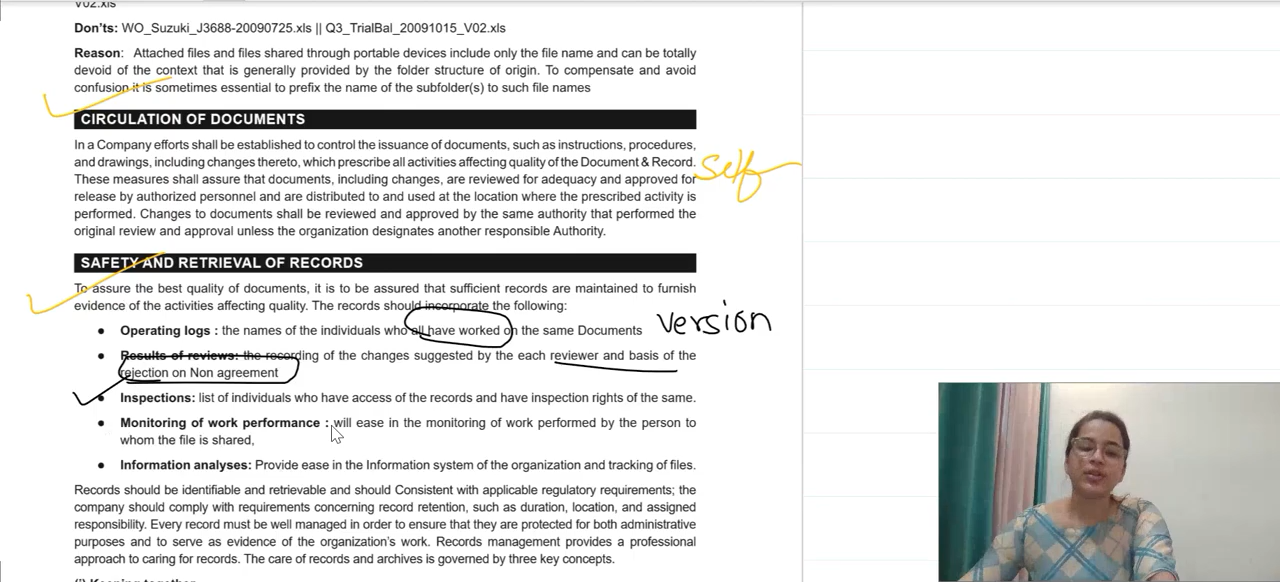 V02.xls
Don'ts: WO_Suzuki_J3688-20090725.xls || Q3_TrialBal_20091015_V02.xls
Reason: Attached files and files shared through portable devices include only the file name and can be totally
devoid of the context that is generally provided by the folder structure of origin. To compensate and avoid
confusion it is sometimes essential to prefix the name of the subfolder(s) to such file names
CIRCULATION OF DOCUMENTS
In a Company efforts shall be established to control the issuance of documents, such as instructions, procedures,
and drawings, including changes thereto, which prescribe all activities affecting quality of the Document & Record.
These measures shall assure that documents, including changes, are reviewed for adequacy and approved for
release by authorized personnel and are distributed to and used at the location where the prescribed activity is
performed. Changes to documents shall be reviewed and approved by the same authority that performed the
original review and approval unless the organization designates another responsible Authority.
Self
SAFETY AND RETRIEVAL OF RECORDS
To assure the best quality of documents, it is to be assured that sufficient records are maintained to furnish
evidence of the activities affecting quality. The records should incorporate the following:
• Operating logs : the names of the individuals who all have worked on the same Documents
version
• Results of reviews: the recording of the changes suggested by the each reviewer and basis of the
rejection on Non agreement
• Inspections: list of individuals who have access of the records and have inspection rights of the same.
• Monitoring of work performance : will ease in the monitoring of work performed by the person to
whom the file is shared,
• Information analyses: Provide ease in the Information system of the organization and tracking of files.
Records should be identifiable and retrievable and should Consistent with applicable regulatory requirements; the
company should comply with requirements concerning record retention, such as duration, location, and assigned
responsibility. Every record must be well managed in order to ensure that they are protected for both administrative
purposes and to serve as evidence of the organization's work. Records management provides a professional
approach to caring for records. The care of records and archives is governed by three key concepts.
(i) Keeping together